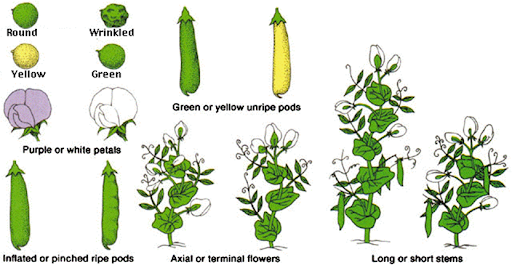 Round Wrinkled
Yellow Green
Purple or white petals
Green or yellow unripe pods
Inflated or pinched ripe pods
Axial or terminal flowers
Long or short stems